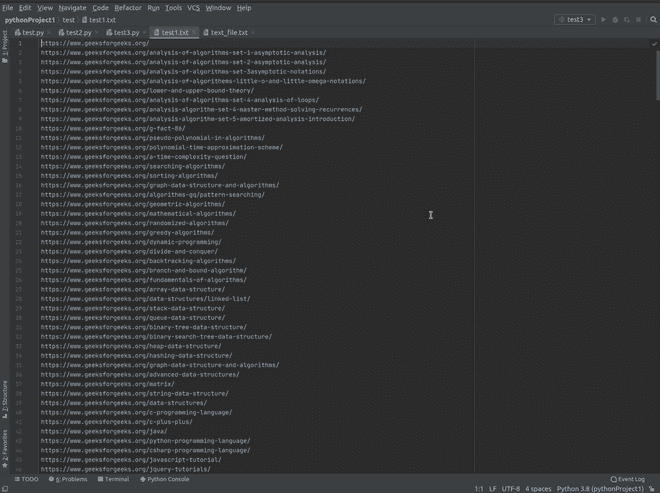 File Edit View Navigate Code Refactor Run Tools VCS Window Help
pythonProject1 test test1.txt test3
test.py test2.py test3.py test1.txt text_file.txt
1: Project
1 https://www.geeksforgeeks.org/
2 https://www.geeksforgeeks.org/analysis-of-algorithms-set-1-asymptotic-analysis/
3 https://www.geeksforgeeks.org/analysis-of-algorithms-set-2-asymptotic-analysis/
4 https://www.geeksforgeeks.org/analysis-of-algorithms-set-3asymptotic-notations/
5 https://www.geeksforgeeks.org/analysis-of-algorithems-little-o-and-little-omega-notations/
6 https://www.geeksforgeeks.org/lower-and-upper-bound-theory/
7 https://www.geeksforgeeks.org/analysis-of-algorithms-set-4-analysis-of-loops/
8 https://www.geeksforgeeks.org/analysis-algorithm-set-4-master-method-solving-recurrences/
9 https://www.geeksforgeeks.org/analysis-algorithm-set-5-amortized-analysis-introduction/
10 https://www.geeksforgeeks.org/g-fact-86/
11 https://www.geeksforgeeks.org/pseudo-polynomial-in-algorithms/
12 https://www.geeksforgeeks.org/polynomial-time-approximation-scheme/
13 https://www.geeksforgeeks.org/a-time-complexity-question/
14 https://www.geeksforgeeks.org/searching-algorithms/
15 https://www.geeksforgeeks.org/sorting-algorithms/
16 https://www.geeksforgeeks.org/graph-data-structure-and-algorithms/
17 https://www.geeksforgeeks.org/algorithms-gq/pattern-searching/
18 https://www.geeksforgeeks.org/geometric-algorithms/
19 https://www.geeksforgeeks.org/mathematical-algorithms/
20 https://www.geeksforgeeks.org/randomized-algorithms/
21 https://www.geeksforgeeks.org/greedy-algorithms/
22 https://www.geeksforgeeks.org/dynamic-programming/
23 https://www.geeksforgeeks.org/divide-and-conquer/
24 https://www.geeksforgeeks.org/backtracking-algorithms/
25 https://www.geeksforgeeks.org/branch-and-bound-algorithm/
26 https://www.geeksforgeeks.org/fundamentals-of-algorithms/
27 https://www.geeksforgeeks.org/array-data-structure/
28 https://www.geeksforgeeks.org/data-structures/linked-list/
29 https://www.geeksforgeeks.org/stack-data-structure/
30 https://www.geeksforgeeks.org/queue-data-structure/
31 https://www.geeksforgeeks.org/binary-tree-data-structure/
32 https://www.geeksforgeeks.org/binary-search-tree-data-structure/
33 https://www.geeksforgeeks.org/heap-data-structure/
34 https://www.geeksforgeeks.org/hashing-data-structure/
35 https://www.geeksforgeeks.org/graph-data-structure-and-algorithms/
36 https://www.geeksforgeeks.org/advanced-data-structures/
37 https://www.geeksforgeeks.org/matrix/
38 https://www.geeksforgeeks.org/string-data-structure/
39 https://www.geeksforgeeks.org/data-structures/
40 https://www.geeksforgeeks.org/c-programming-language/
41 https://www.geeksforgeeks.org/c-plus-plus/
42 https://www.geeksforgeeks.org/java/
43 https://www.geeksforgeeks.org/python-programming-language/
44 https://www.geeksforgeeks.org/csharp-programming-language/
45 https://www.geeksforgeeks.org/javascript-tutorial/
46 https://www.geeksforgeeks.org/jquery-tutorials/
7: Structure
2: Favorites
TODO 6: Problems Terminal Python Console Event Log
1:1 LF UTF-8 4 spaces Python 3.8 (pythonProject1)